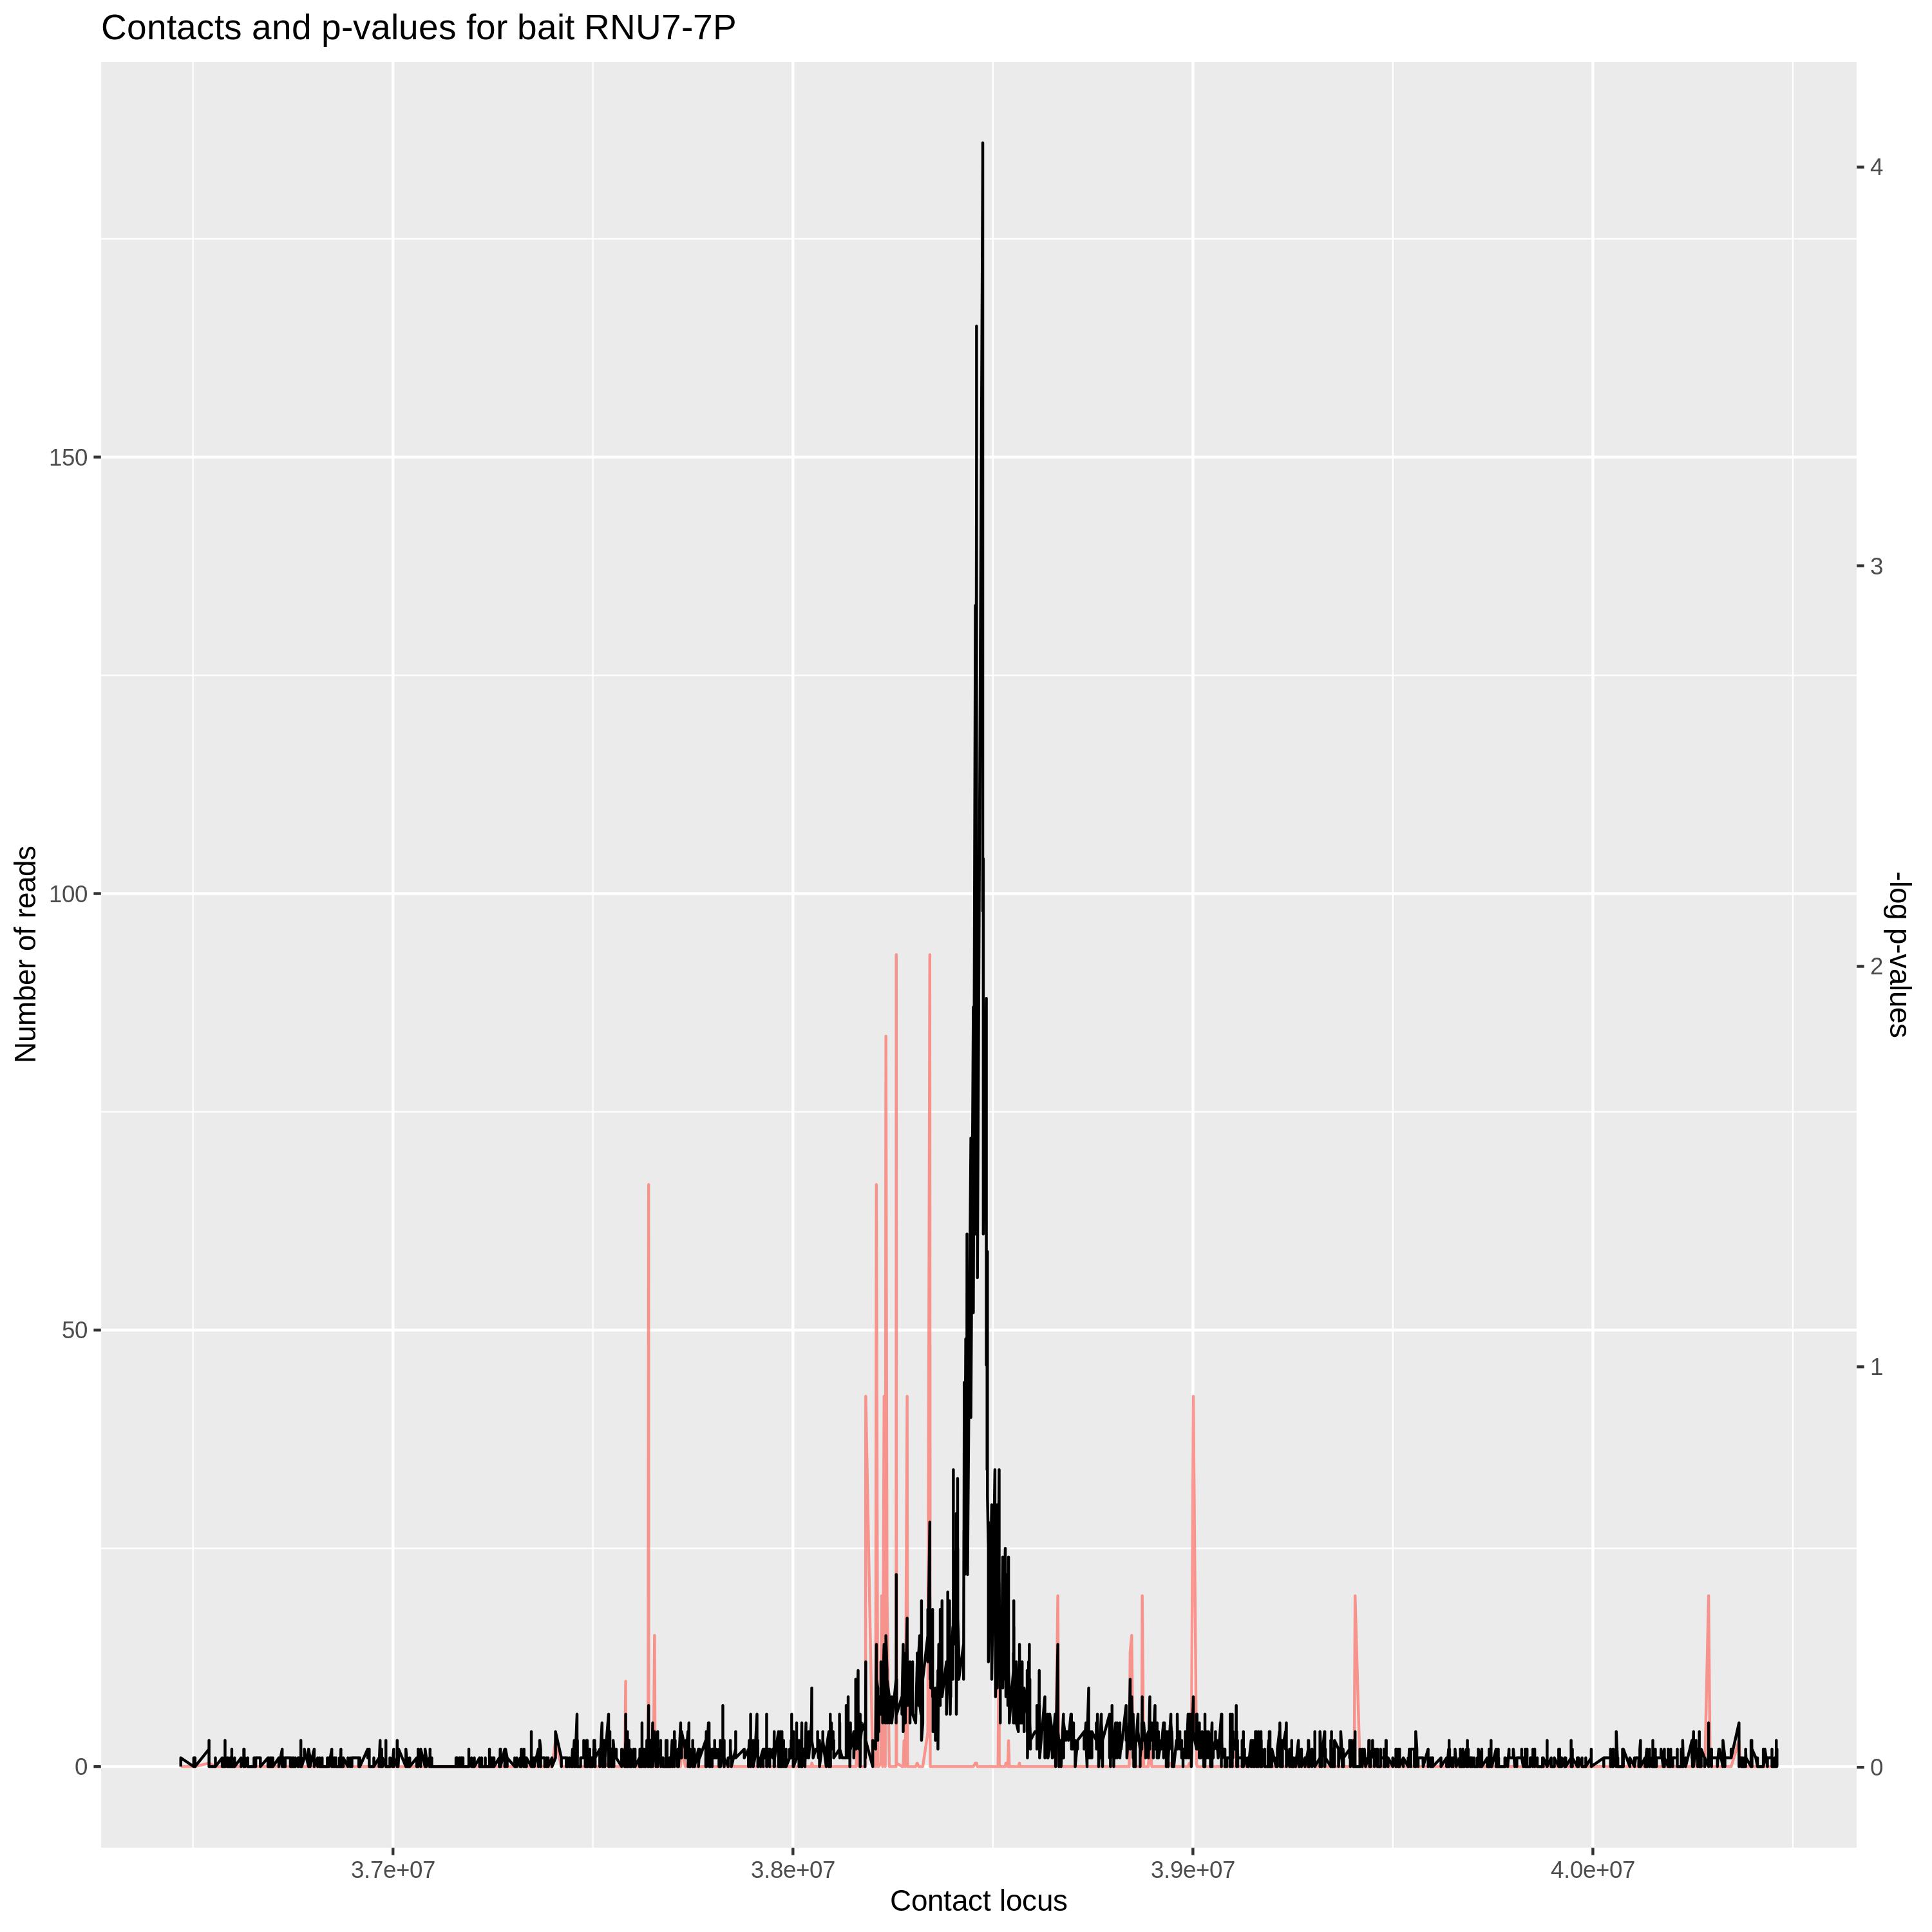 Contacts and p-values for bait RNU7-7P
Number of reads
150
100
50
0
4
3
2
1
0
-log p-values
3.7e+07
3.8e+07
3.9e+07
4.0e+07
Contact locus